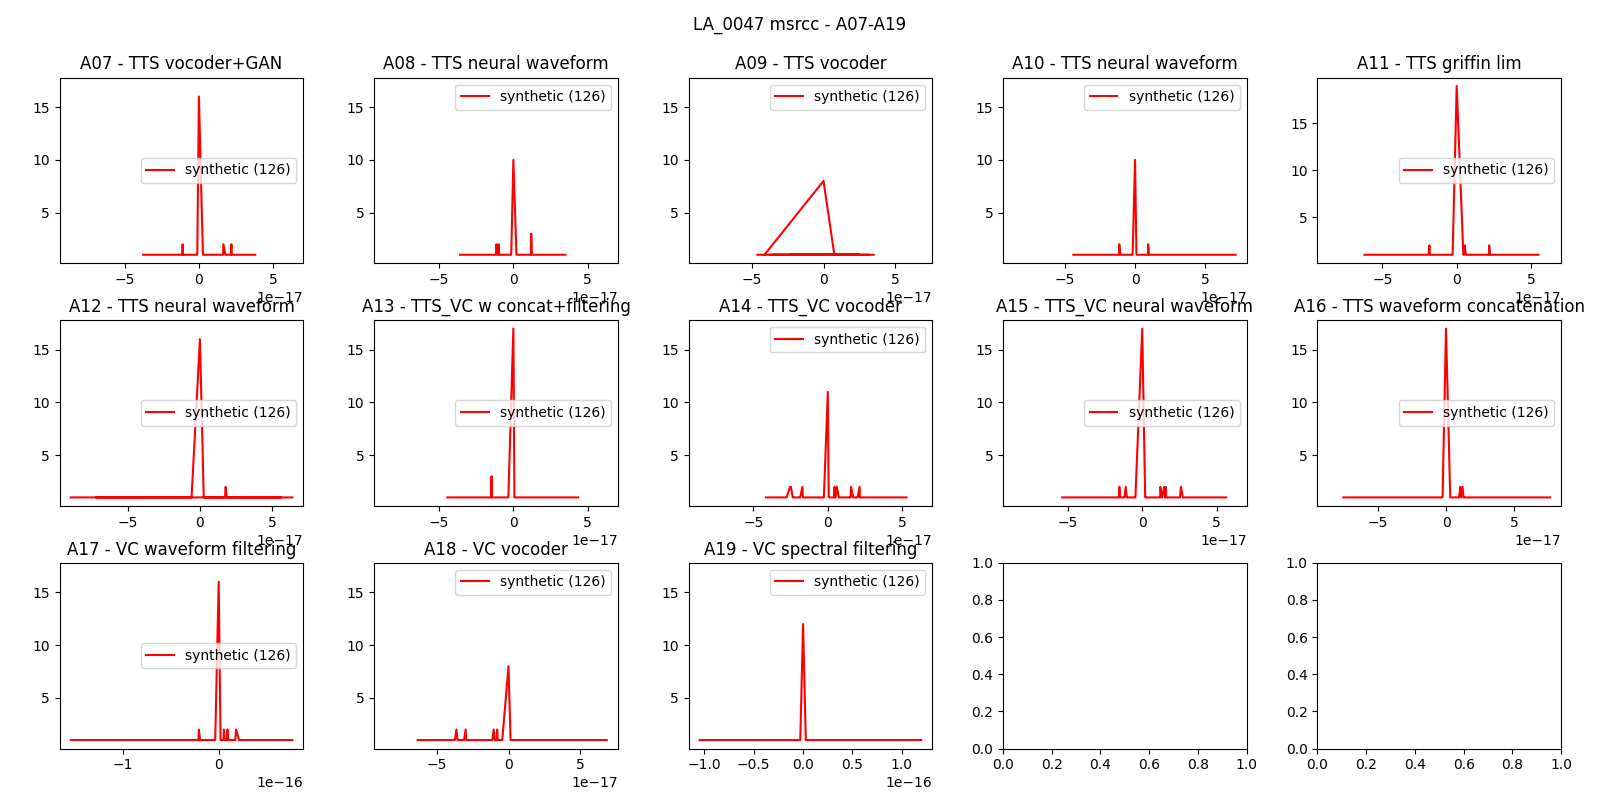 LA_0047 msrcc - A07-A19
A07 - TTS vocoder+GAN
A08 - TTS neural waveform
A09 - TTS vocoder
A10 - TTS neural waveform
A11 - TTS griffin lim
15
10
5
synthetic (126)
−5
0
5
1e−17
15
10
5
synthetic (126)
−5
0
5
1e−17
15
10
5
synthetic (126)
−5
0
5
1e−17
15
10
5
synthetic (126)
−5
0
5
1e−17
15
10
5
synthetic (126)
−5
0
5
1e−17
A12 - TTS neural waveform
A13 - TTS_VC w concat+filtering
A14 - TTS_VC vocoder
A15 - TTS_VC neural waveform
A16 - TTS waveform concatenation
15
10
5
synthetic (126)
−5
0
5
1e−17
15
10
5
synthetic (126)
−5
0
5
1e−17
15
10
5
synthetic (126)
−5
0
5
1e−17
15
10
5
synthetic (126)
−5
0
5
1e−17
15
10
5
synthetic (126)
−5
0
5
1e−17
A17 - VC waveform filtering
A18 - VC vocoder
A19 - VC spectral filtering
15
10
5
synthetic (126)
−1
0
1e−16
15
10
5
synthetic (126)
−5
0
5
1e−17
15
10
5
synthetic (126)
−1.0
−0.5
0.0
0.5
1.0
1e−16
1.0
0.8
0.6
0.4
0.2
0.0
0.0
0.2
0.4
0.6
0.8
1.0
1.0
0.8
0.6
0.4
0.2
0.0
0.0
0.2
0.4
0.6
0.8
1.0